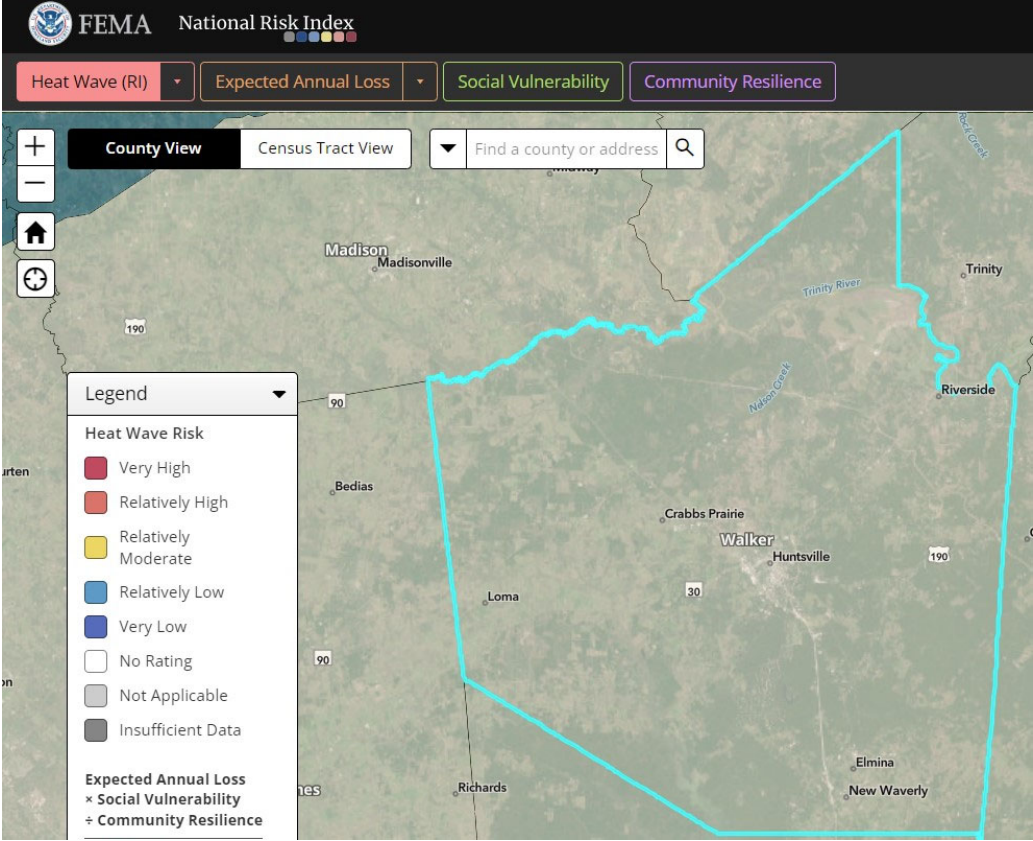 FEMA National Risk Index
Heat Wave (RI)
Expected Annual Loss
Social Vulnerability
Community Resilience
+
−
County View
Census Tract View
Find a county or address
Rock Creek
Madison
Madisonville
Trinity
Trinity River
190
Nelson Creek
Riverside
Legend
90
Heat Wave Risk
Very High
Relatively High
Relatively
Moderate
Relatively Low
Very Low
No Rating
Not Applicable
Insufficient Data
Expected Annual Loss
× Social Vulnerability
÷ Community Resilience
Bedias
Crabbs Prairie
Walker
Huntsville
190
30
Loma
90
Elmina
New Waverly
Richards